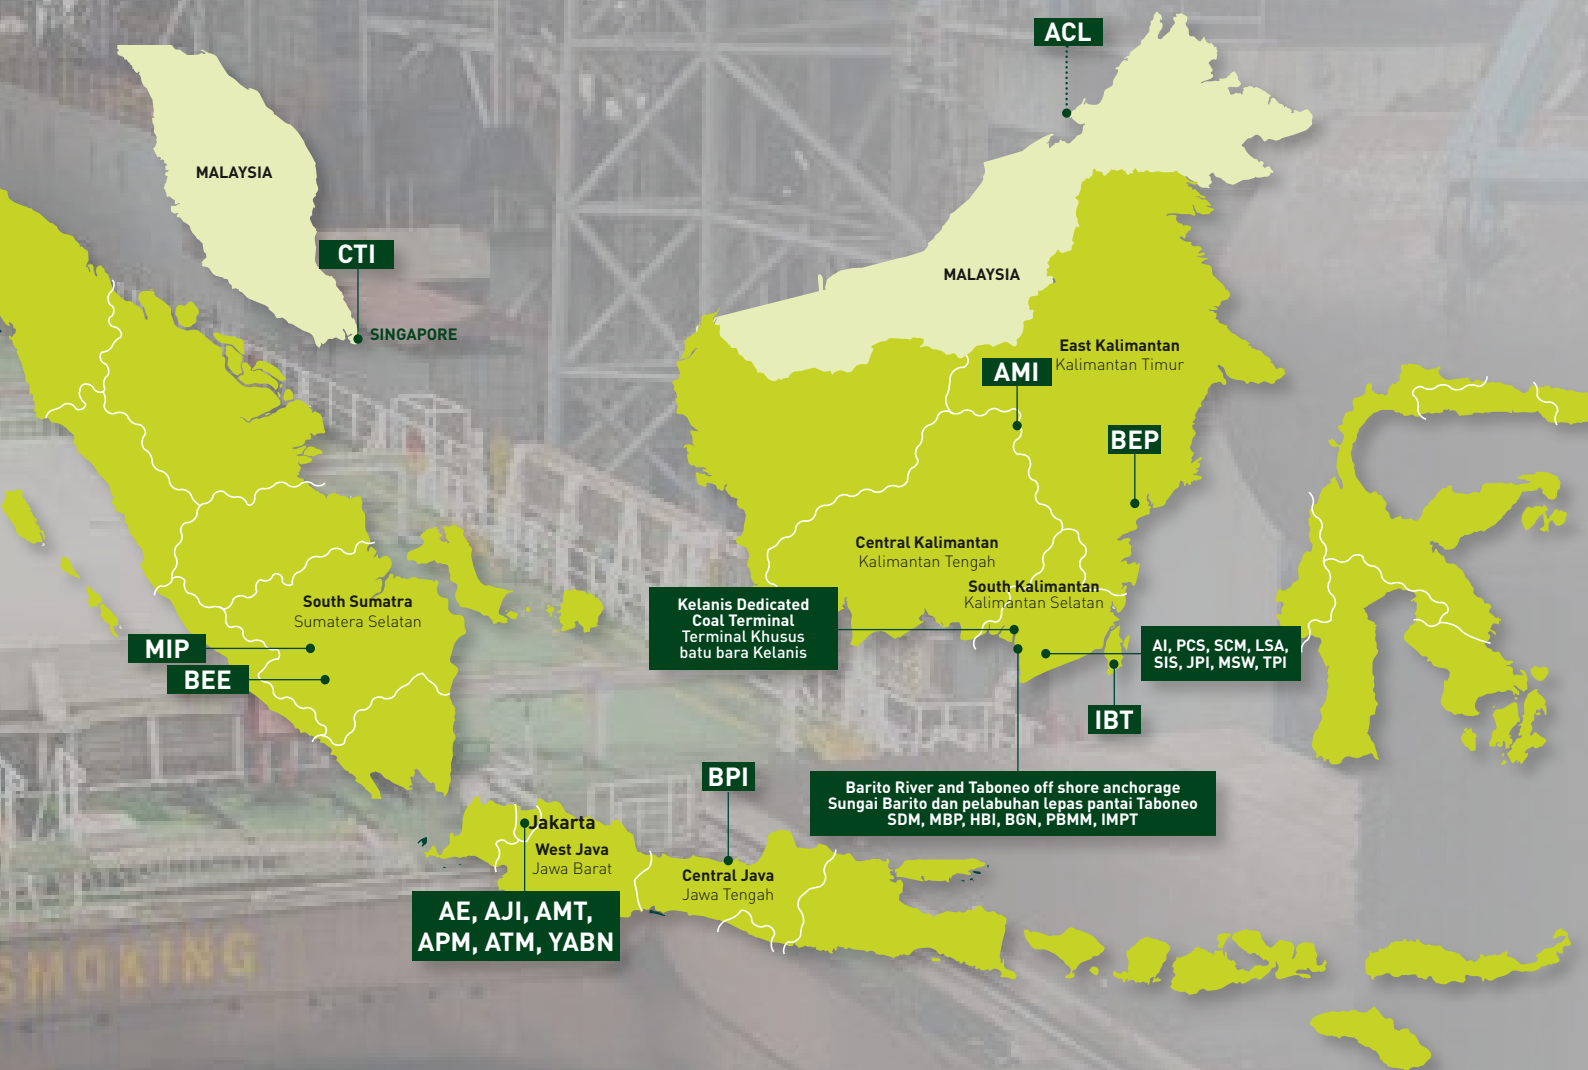 ACL
MALAYSIA
CTI
MALAYSIA
SINGAPORE
East Kalimantan
Kalimantan Timur
AMI
BEP
Central Kalimantan
Kalimantan Tengah
South Kalimantan
Kalimantan Selatan
South Sumatra
Sumatera Selatan
Kelanis Dedicated
Coal Terminal
Terminal Khusus
batu bara Kelanis
MIP
BEE
AI, PCS, SCM, LSA,
SIS, JPI, MSW, TPI
IBT
BPI
Barito River and Taboneo off shore anchorage
Sungai Barito dan pelabuhan lepas pantai Taboneo
SDM, MBP, HBI, BGN, PBMM, IMPT
Jakarta
West Java
Jawa Barat
Central Java
Jawa Tengah
AE, AJI, AMT,
APM, ATM, YABN
SMOKING